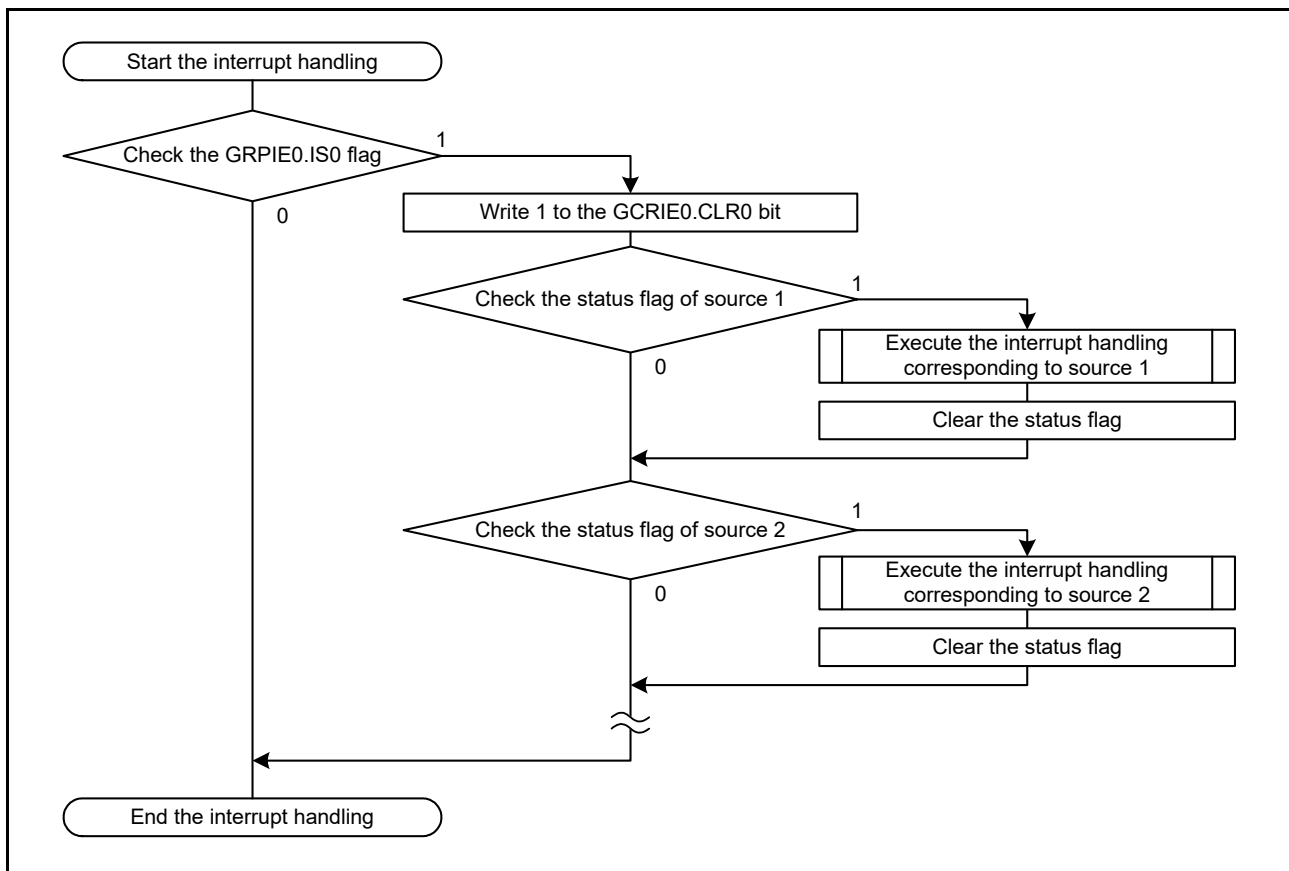 Start the interrupt handling
Check the GRPIE0.IS0 flag
1
0
Write 1 to the GCRIE0.CLR0 bit
Check the status flag of source 1
1
0
Execute the interrupt handling
corresponding to source 1
Clear the status flag
Check the status flag of source 2
1
0
Execute the interrupt handling
corresponding to source 2
Clear the status flag
End the interrupt handling